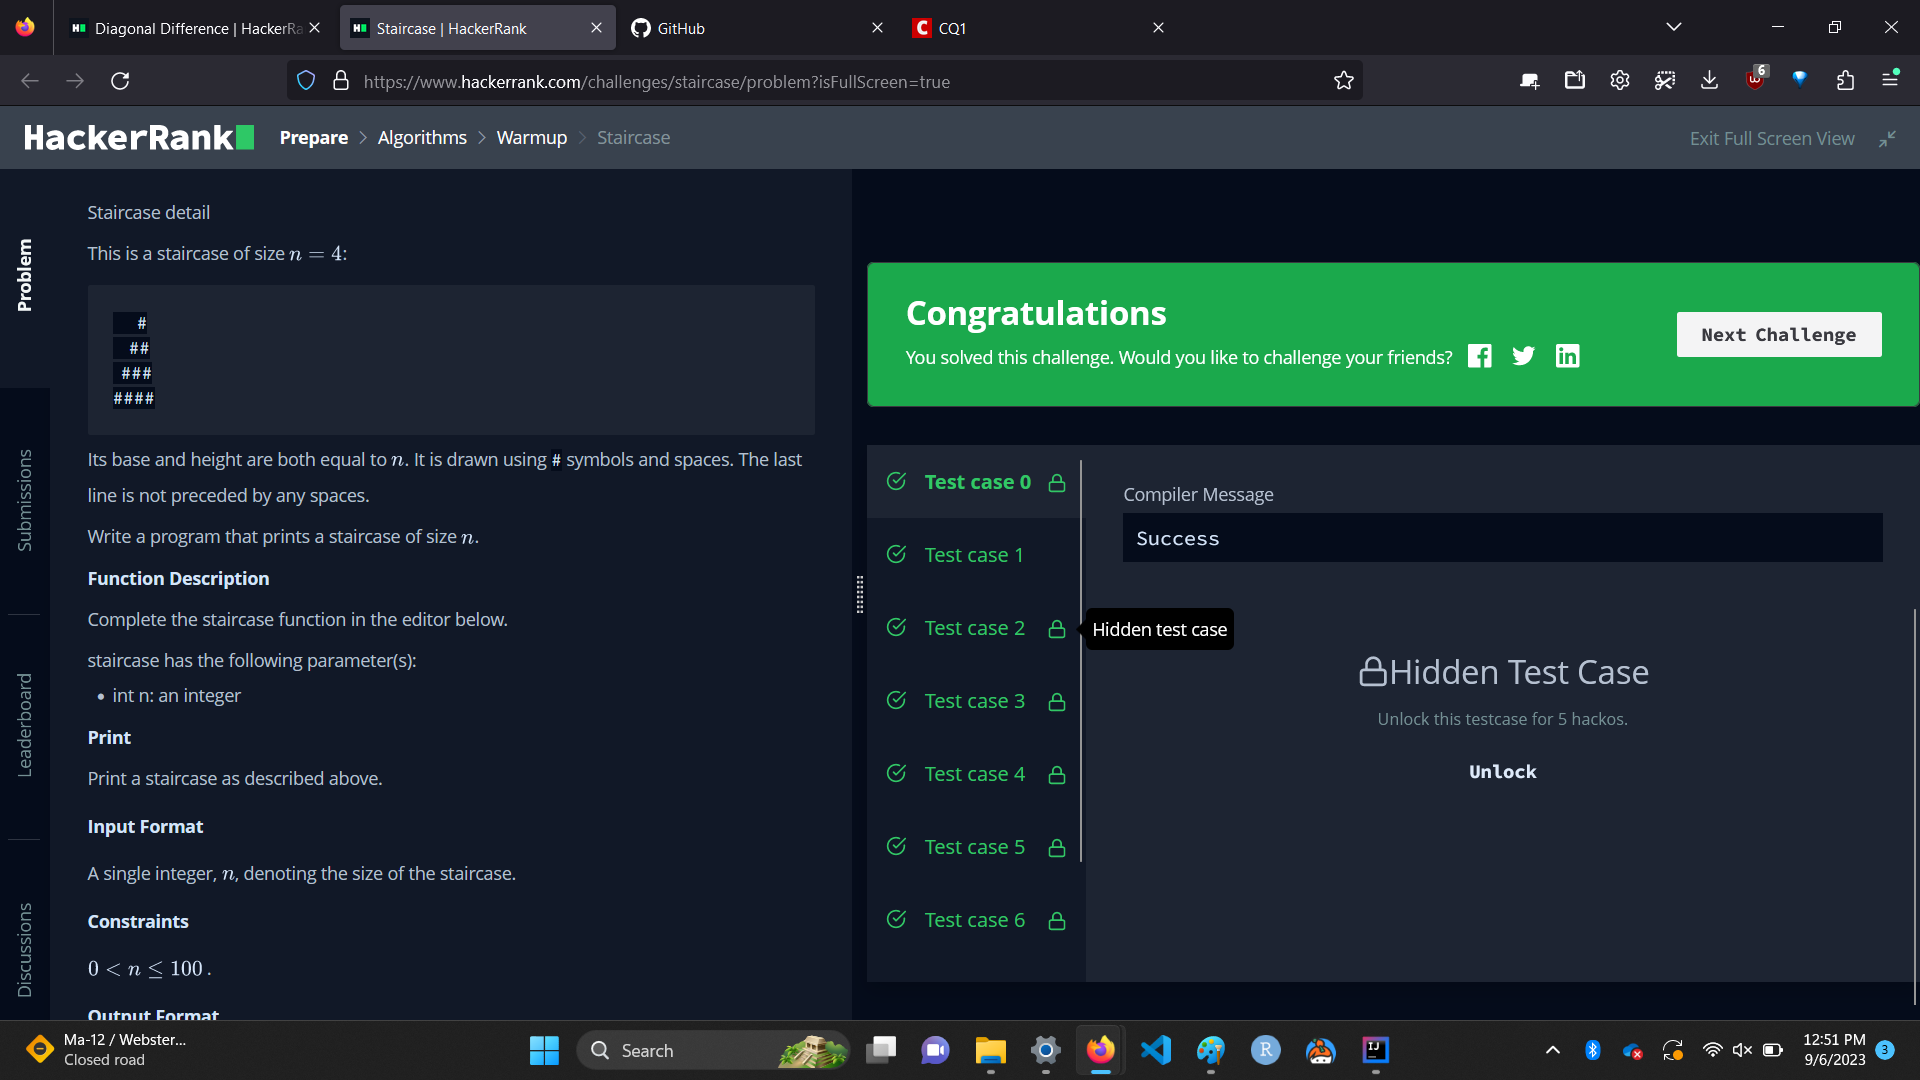 Diagonal Difference | HackerRa
Staircase | HackerRank
GitHub
C CQ1
https://www.hackerrank.com/challenges/staircase/problem?isFullScreen=true
6
HackerRank
Prepare > Algorithms > Warmup > Staircase
Exit Full Screen View
Problem
Submissions
Leaderboard
Discussions
Staircase detail
This is a staircase of size n = 4:
   #
  ##
 ###
####
Its base and height are both equal to n. It is drawn using # symbols and spaces. The last
line is not preceded by any spaces.
Write a program that prints a staircase of size n.
Function Description
Complete the staircase function in the editor below.
staircase has the following parameter(s):
• int n: an integer
Print
Print a staircase as described above.
Input Format
A single integer, n, denoting the size of the staircase.
Constraints
0 < n ≤ 100 .
Output Format
Congratulations
You solved this challenge. Would you like to challenge your friends?
Next Challenge
Test case 0
Test case 1
Test case 2
Test case 3
Test case 4
Test case 5
Test case 6
Hidden test case
Compiler Message
Success
Hidden Test Case
Unlock this testcase for 5 hackos.
Unlock
Ma-12 / Webster...
Closed road
Search
R
IJ
12:51 PM
9/6/2023
3